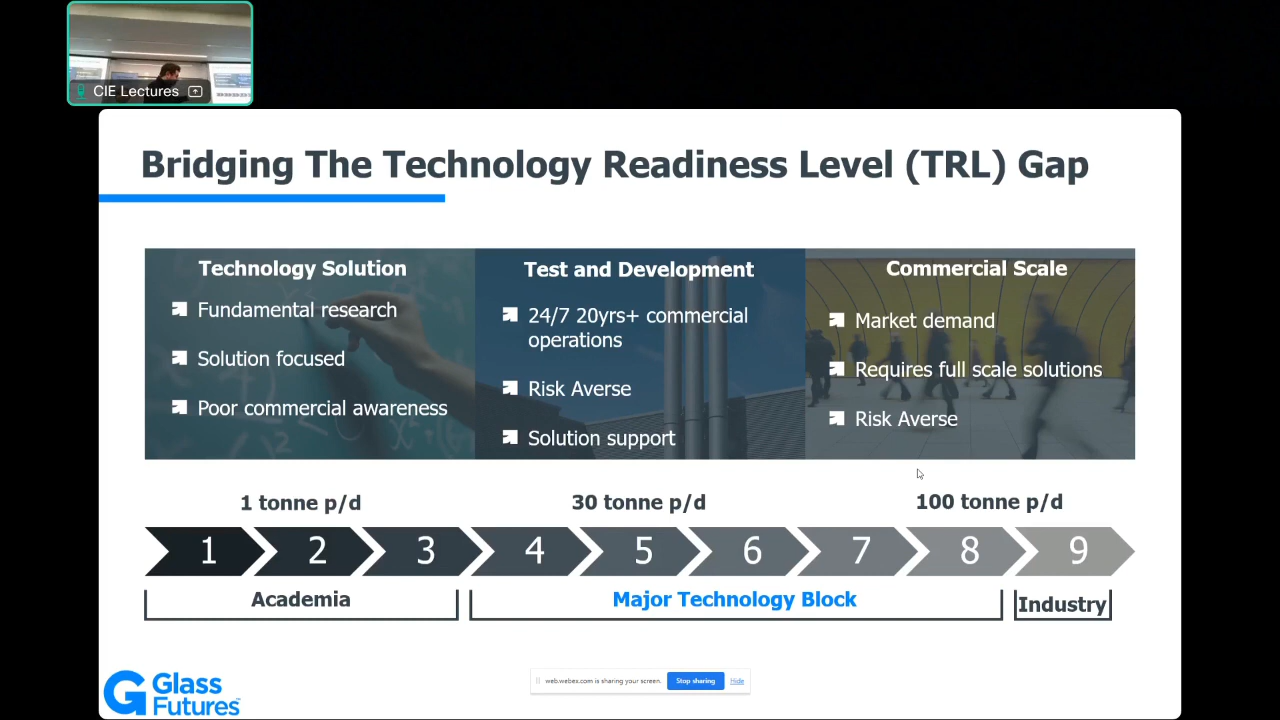 CIE Lectures
Bridging The Technology Readiness Level (TRL) Gap
Technology Solution
Fundamental research
Solution focused
Poor commercial awareness
Test and Development
24/7 20yrs+ commercial
operations
Risk Averse
Solution support
Commercial Scale
Market demand
Requires full scale solutions
Risk Averse
1 tonne p/d
30 tonne p/d
100 tonne p/d
1 2 3 4 5 6 7 8 9
Academia
Major Technology Block
Industry
Glass
Futures™
web.webex.com is sharing your screen.
Stop sharing
Hide